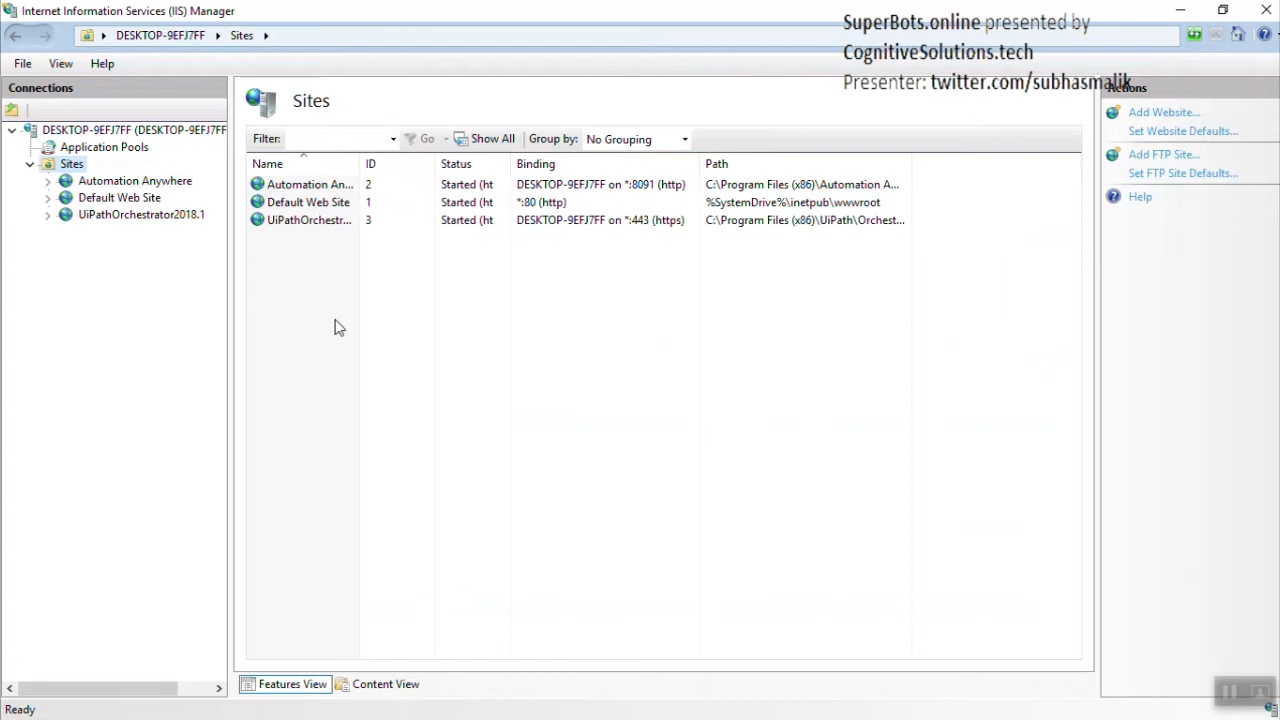 Internet Information Services (IIS) Manager
SuperBots.online presented by
CognitiveSolutions.tech
Presenter: twitter.com/subhasmalik
DESKTOP-9EFJ7FF
Sites
File
View
Help
Connections
DESKTOP-9EFJ7FF (DESKTOP-9EFJ7FF
Application Pools
Sites
Automation Anywhere
Default Web Site
UiPathOrchestrator2018.1
Sites
Filter:
Go
Show All
Group by:
No Grouping
Name ID Status Binding Path
Automation An... 2 Started (ht DESKTOP-9EFJ7FF on *:8091 (http) C:\Program Files (x86)\Automation A...
Default Web Site 1 Started (ht *:80 (http) %SystemDrive%\inetpub\wwwroot
UiPathOrchestr... 3 Started (ht DESKTOP-9EFJ7FF on *:443 (https) C:\Program Files (x86)\UiPath\Orchest...
Actions
Add Website...
Set Website Defaults...
Add FTP Site...
Set FTP Site Defaults...
Help
Features View
Content View
Ready